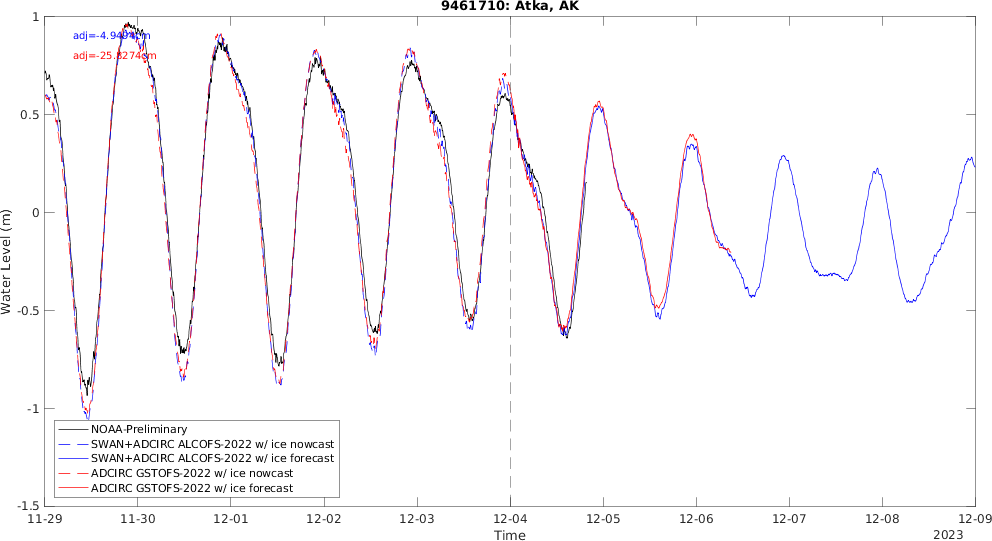 9461710: Atka, AK
adj=-4.9494cm
adj=-25.8274cm
Water Level (m)
1
0.5
0
-0.5
-1
-1.5
NOAA-Preliminary
SWAN+ADCIRC ALCOFS-2022 w/ ice nowcast
SWAN+ADCIRC ALCOFS-2022 w/ ice forecast
ADCIRC GSTOFS-2022 w/ ice nowcast
ADCIRC GSTOFS-2022 w/ ice forecast
11-29 11-30 12-01 12-02 12-03 12-04 12-05 12-06 12-07 12-08 12-09
Time
2023